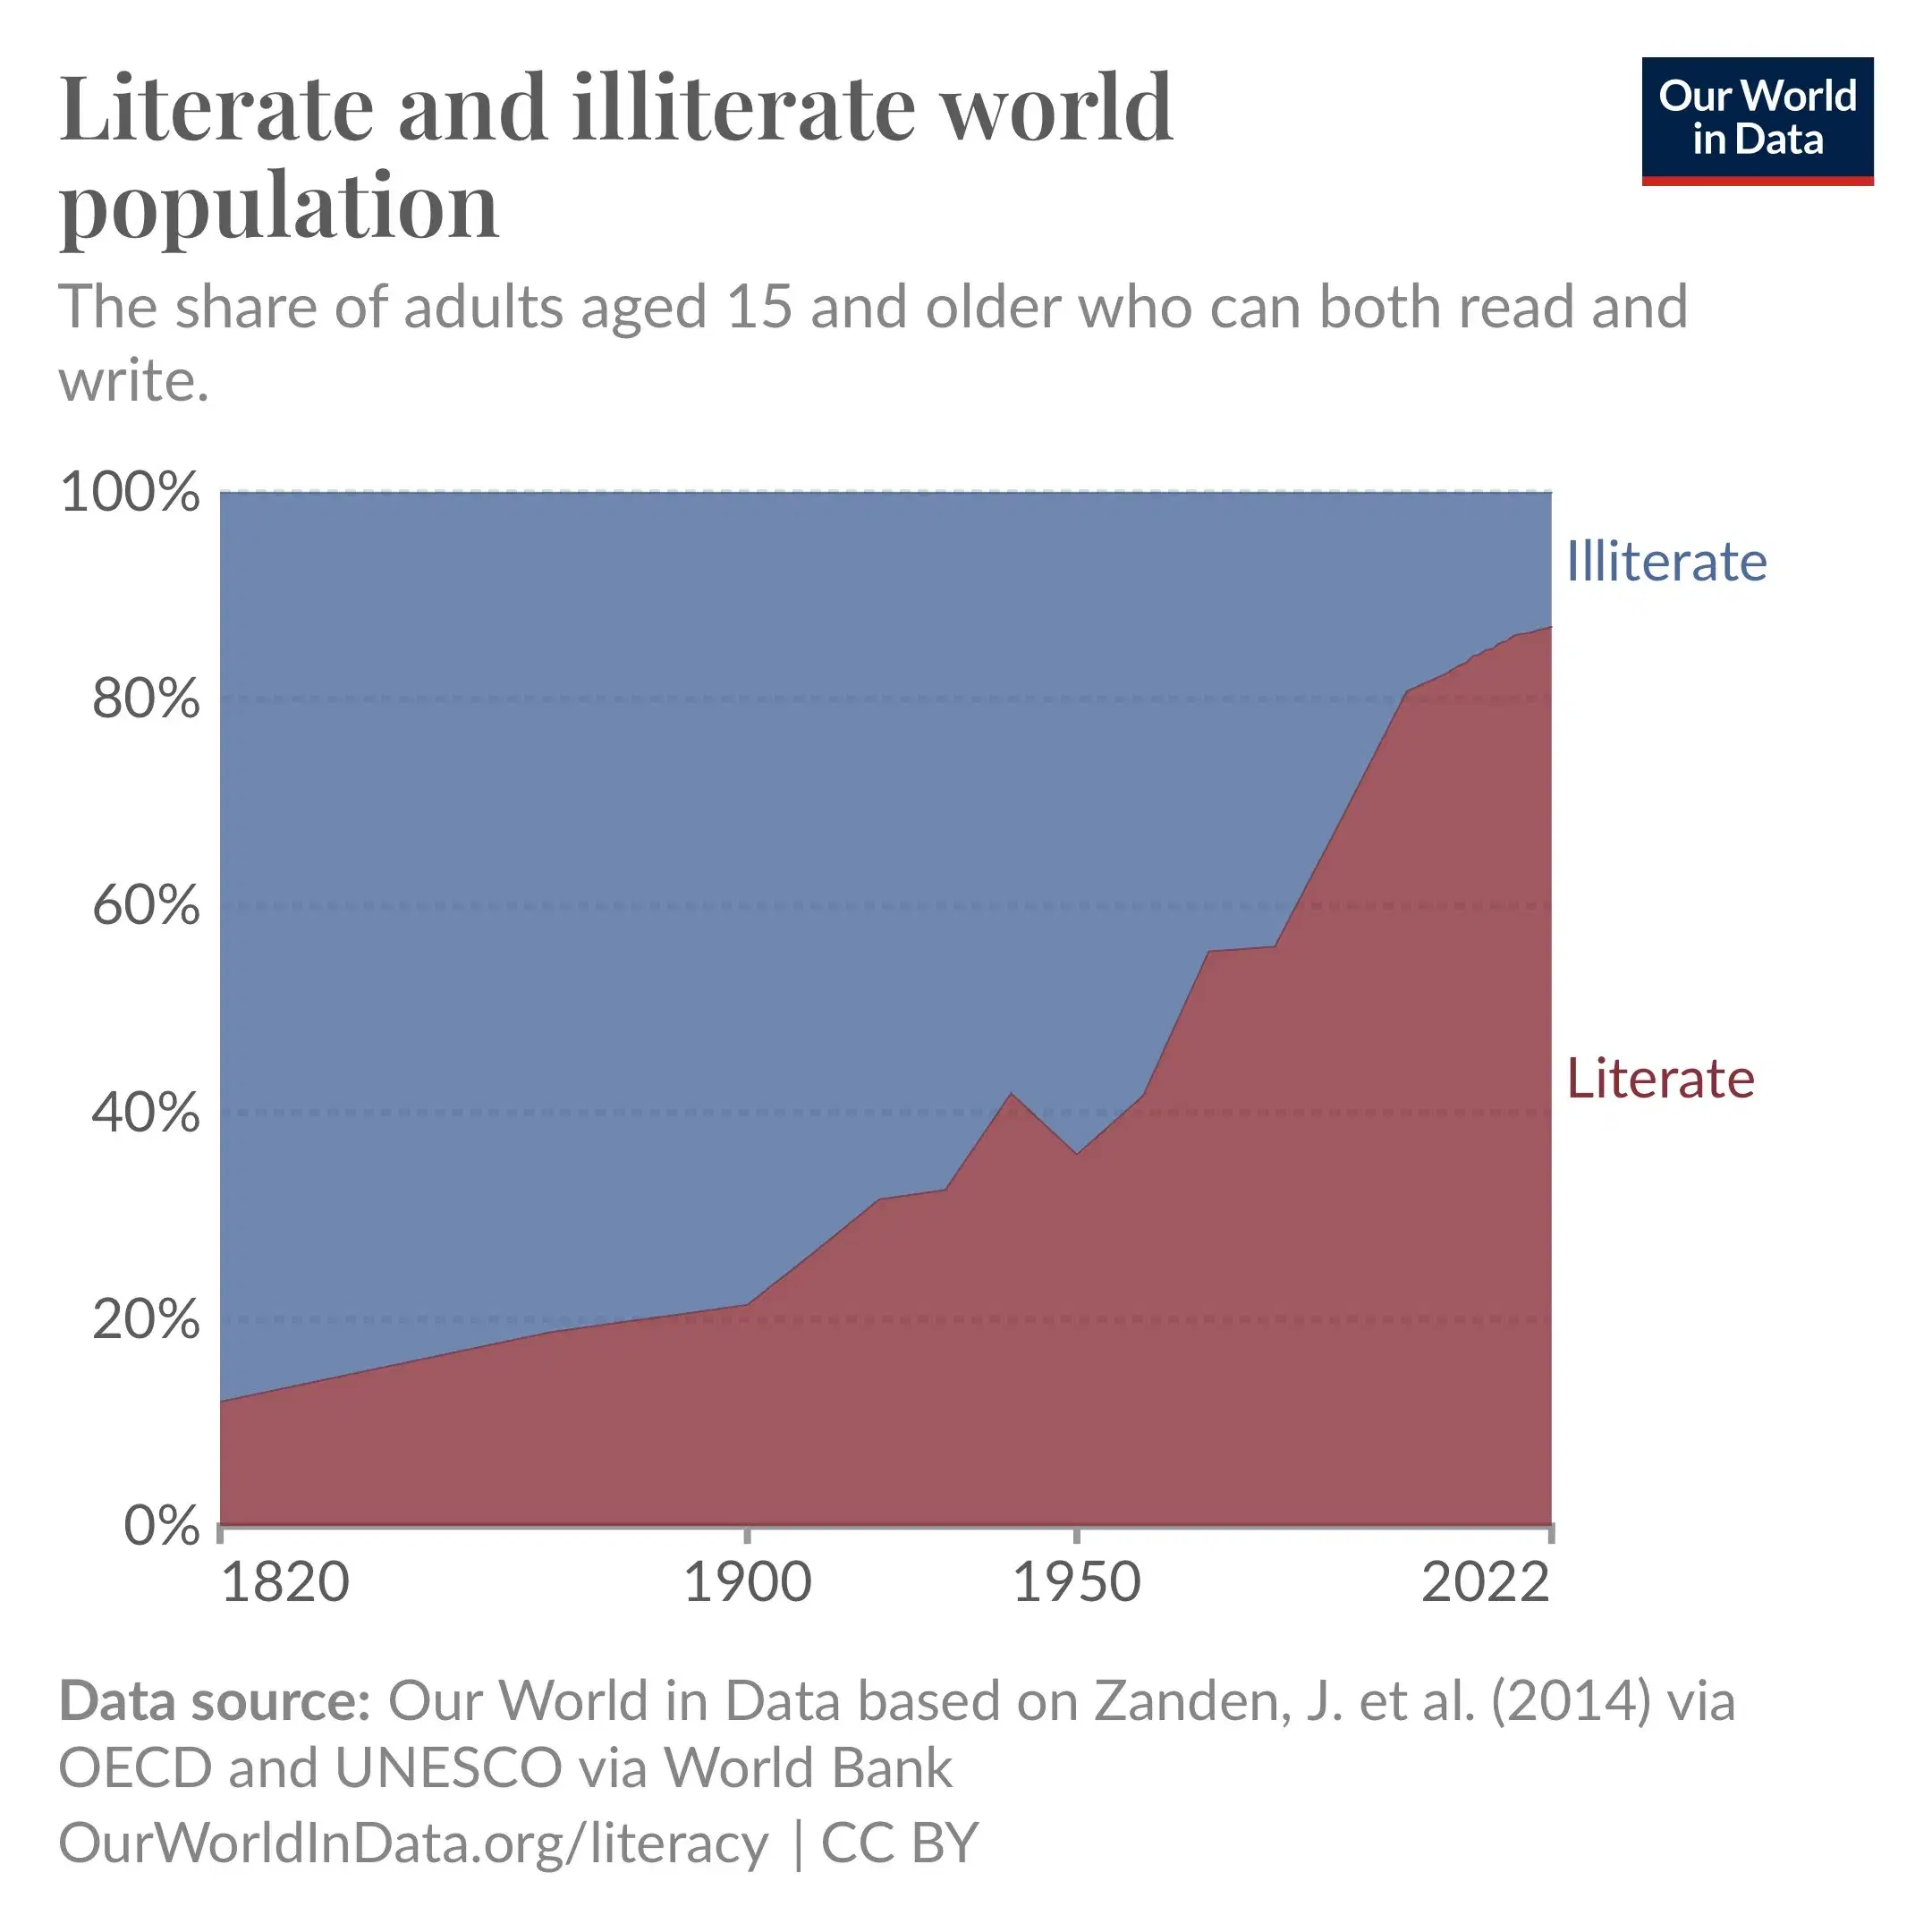 Literate and illiterate world
population
Our World
in Data
The share of adults aged 15 and older who can both read and
write.
100%
80%
60%
40%
20%
0%
Illiterate
Literate
1820
1900
1950
2022
Data source: Our World in Data based on Zanden, J. et al. (2014) via
OECD and UNESCO via World Bank
OurWorldInData.org/literacy | CC BY